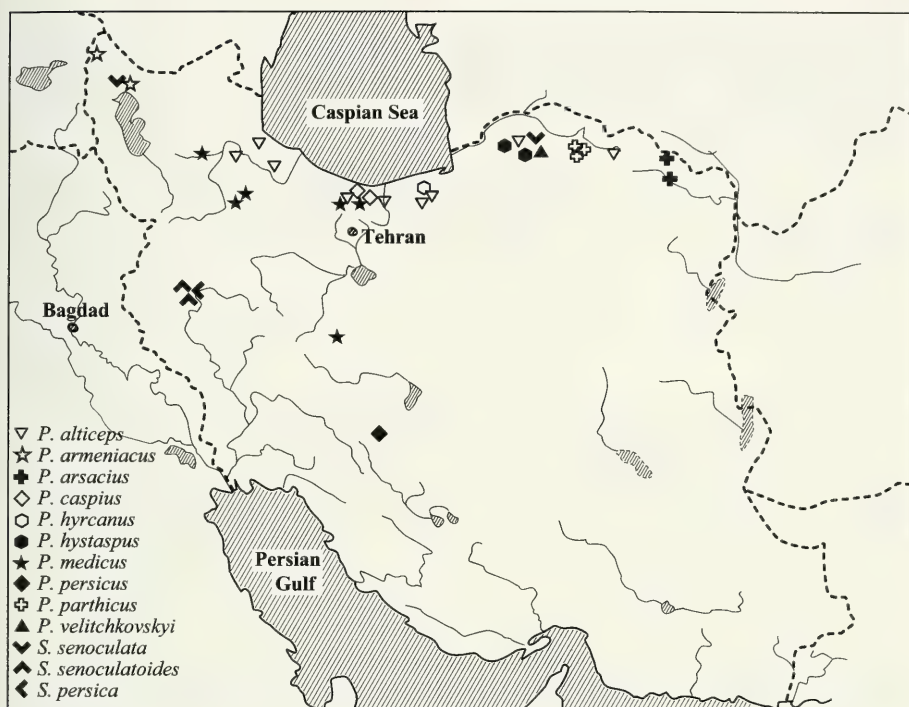 Caspian Sea
Tehran
Bagdad
Persian
Gulf
P. alticeps
P. armeniacus
P. arsacius
P. caspius
P. hyrcanus
P. hystaspus
P. medicus
P. persicus
P. parthicus
P. velitchkovskyi
S. senoculata
S. senoculatoides
S. persica